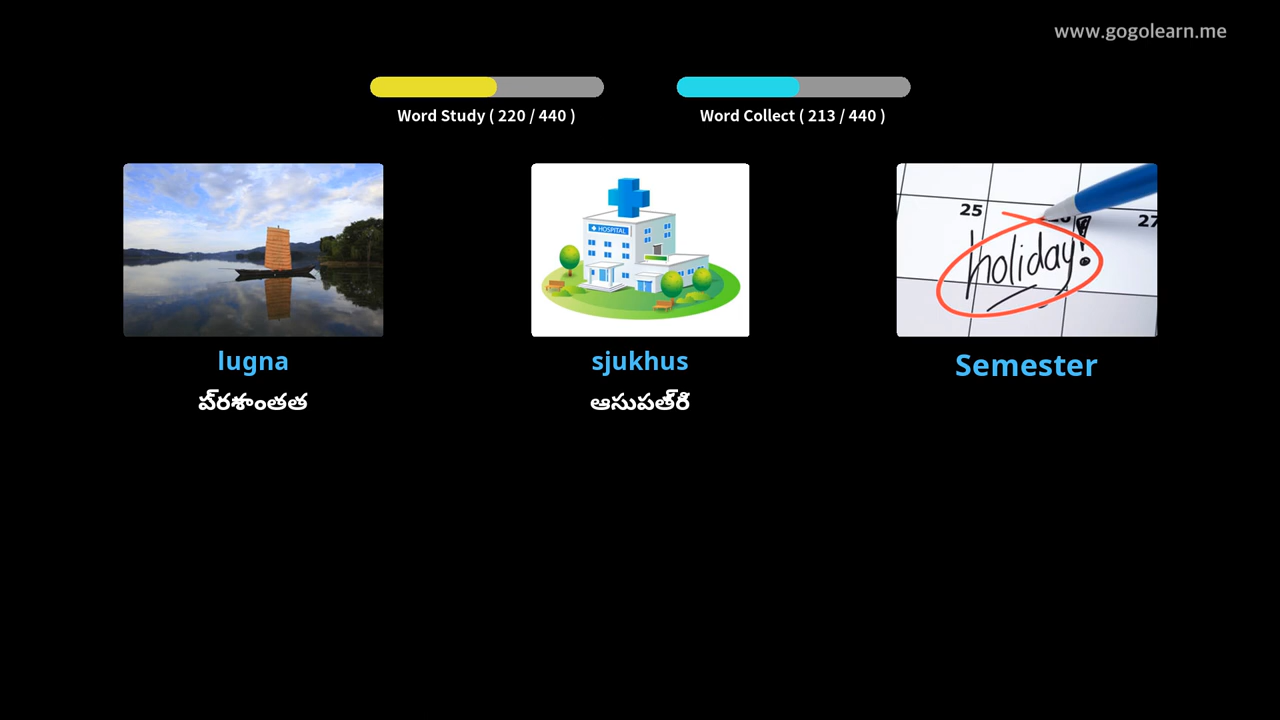 www.gogolearn.me
Word Study ( 220 / 440 )
Word Collect ( 213 / 440 )
HOSPITAL
25
27
holiday!
lugna
sjukhus
Semester
ప్రశాంతత
ఆసుపత్రి